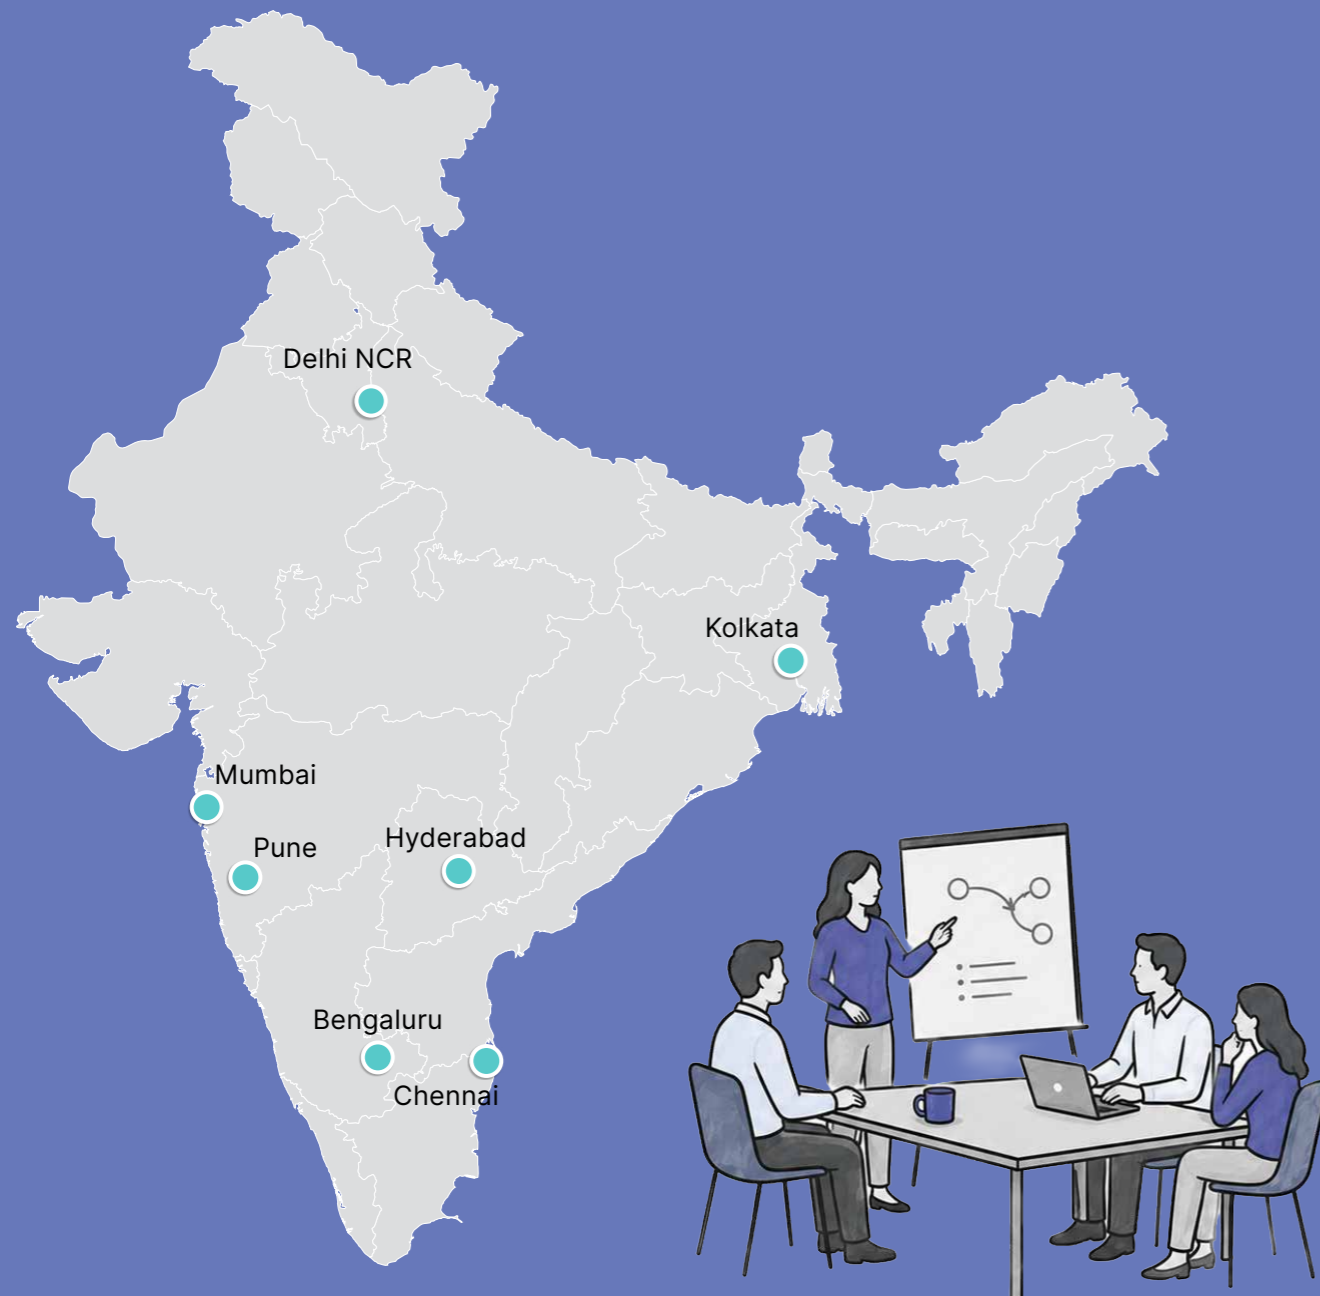 Delhi NCR
Kolkata
Mumbai
Pune
Hyderabad
Bengaluru
Chennai